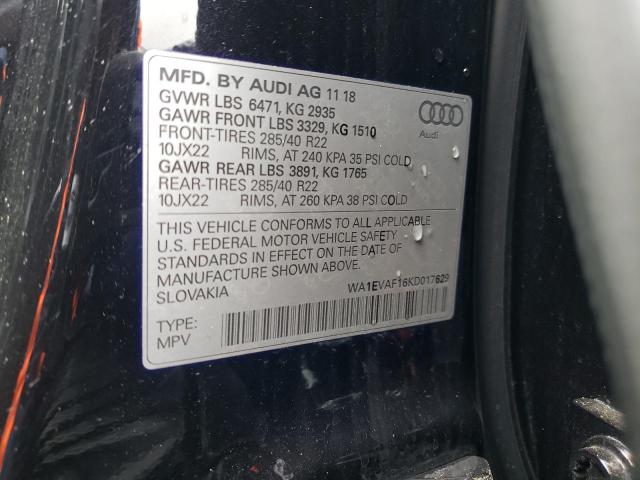 MFD. BY AUDI AG 11 18
GVWR LBS 6471, KG 2935
GAWR FRONT LBS 3329, KG 1510
FRONT-TIRES 285/40 R22
10JX22 RIMS, AT 240 KPA 35 PSI COLD
GAWR REAR LBS 3891, KG 1765
REAR-TIRES 285/40 R22
10JX22 RIMS, AT 260 KPA 38 PSI COLD
Audi
THIS VEHICLE CONFORMS TO ALL APPLICABLE
U.S. FEDERAL MOTOR VEHICLE SAFETY
STANDARDS IN EFFECT ON THE DATE OF
MANUFACTURE SHOWN ABOVE.
SLOVAKIA
WA1EVAF16KD017629
TYPE:
MPV